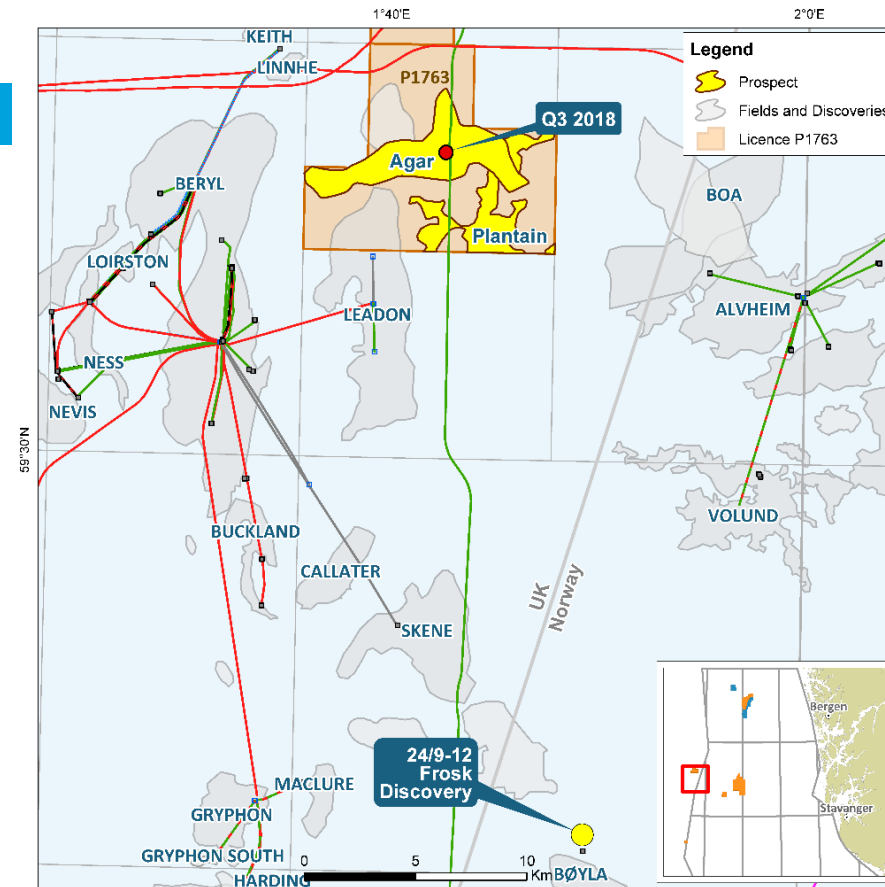 1°40'E
2°0'E
KEITH
LINNHE
P1763
Legend
Prospect
Fields and Discoveries
Licence P1763
Q3 2018
Agar
BERYL
BOA
Plantain
LOIRSTON
LEADON
ALVHEIM
NESS
NEVIS
59°30'N
VOLUND
BUCKLAND
CALLATER
UK
Norway
SKENE
Bergen
24/9-12
Frosk
Discovery
MACLURE
GRYPHON
Stavanger
GRYPHON SOUTH
0 5 10
Km
BØYLA
HARDING